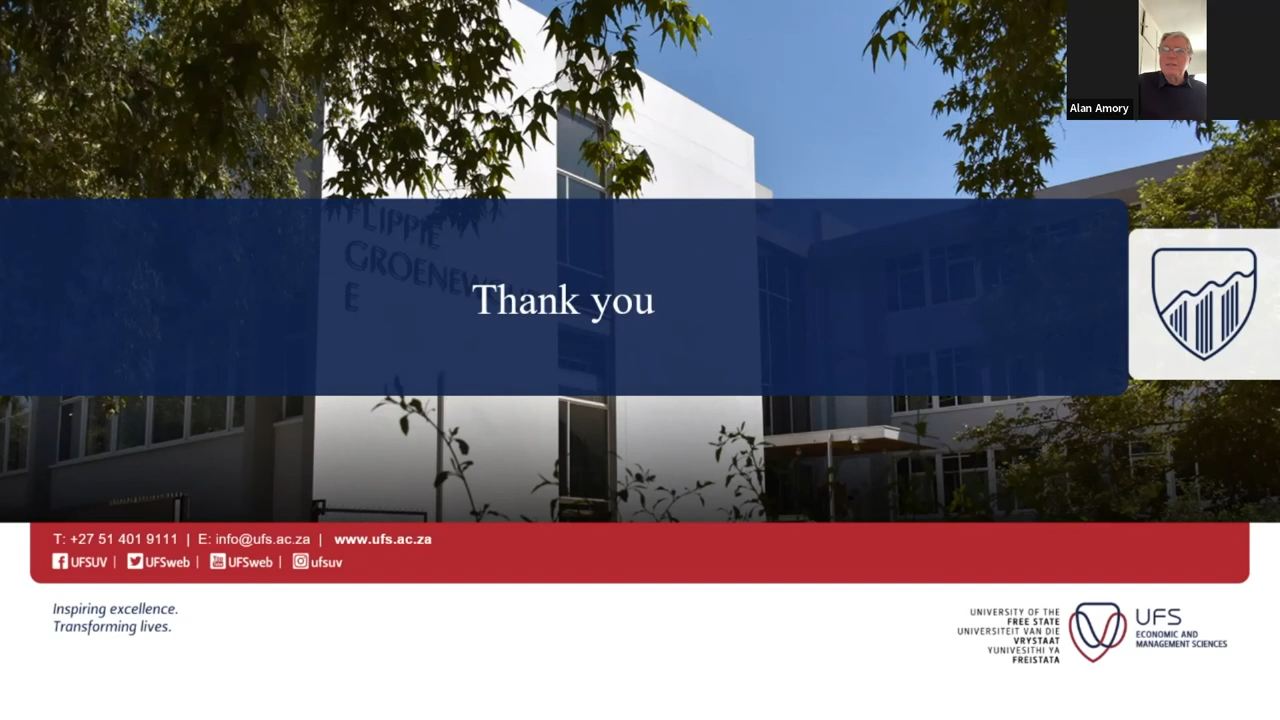 Alan Amory
FLIPPIE
GROENEW
E
Thank you
T: +27 51 401 9111 | E: info@ufs.ac.za | www.ufs.ac.za
UFSUV | UFSweb | UFSweb | ufsuv
Inspiring excellence.
Transforming lives.
UNIVERSITY OF THE
FREE STATE
UNIVERSITEIT VAN DIE
VRYSTAAT
YUNIVESITHI YA
FREISTATA
UFS
ECONOMIC AND
MANAGEMENT SCIENCES